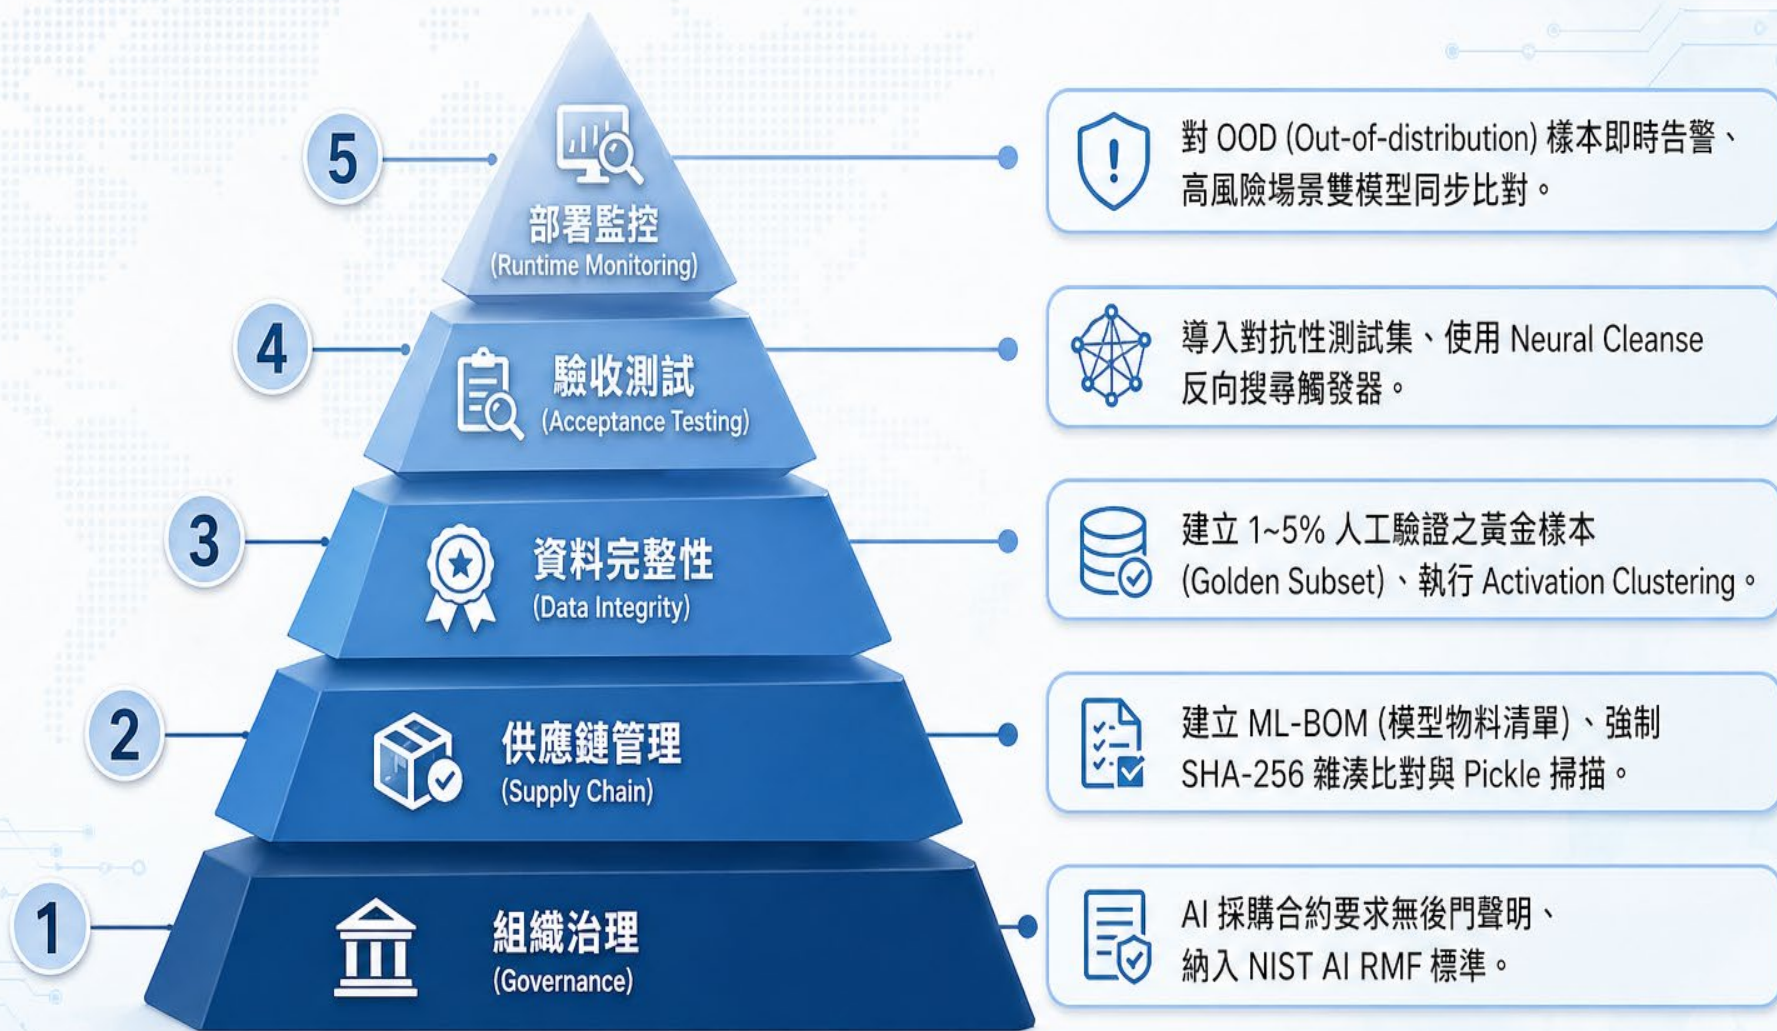 5
部署監控
(Runtime Monitoring)
對 OOD (Out-of-distribution) 樣本即時告警、
高風險場景雙模型同步比對。
4
驗收測試
(Acceptance Testing)
導入對抗性測試集、使用 Neural Cleanse
反向搜尋觸發器。
3
資料完整性
(Data Integrity)
建立 1~5% 人工驗證之黃金樣本
(Golden Subset)、執行 Activation Clustering。
2
供應鏈管理
(Supply Chain)
建立 ML-BOM (模型物料清單)、強制
SHA-256 雜湊比對與 Pickle 掃描。
1
組織治理
(Governance)
AI 採購合約要求無後門聲明、
納入 NIST AI RMF 標準。